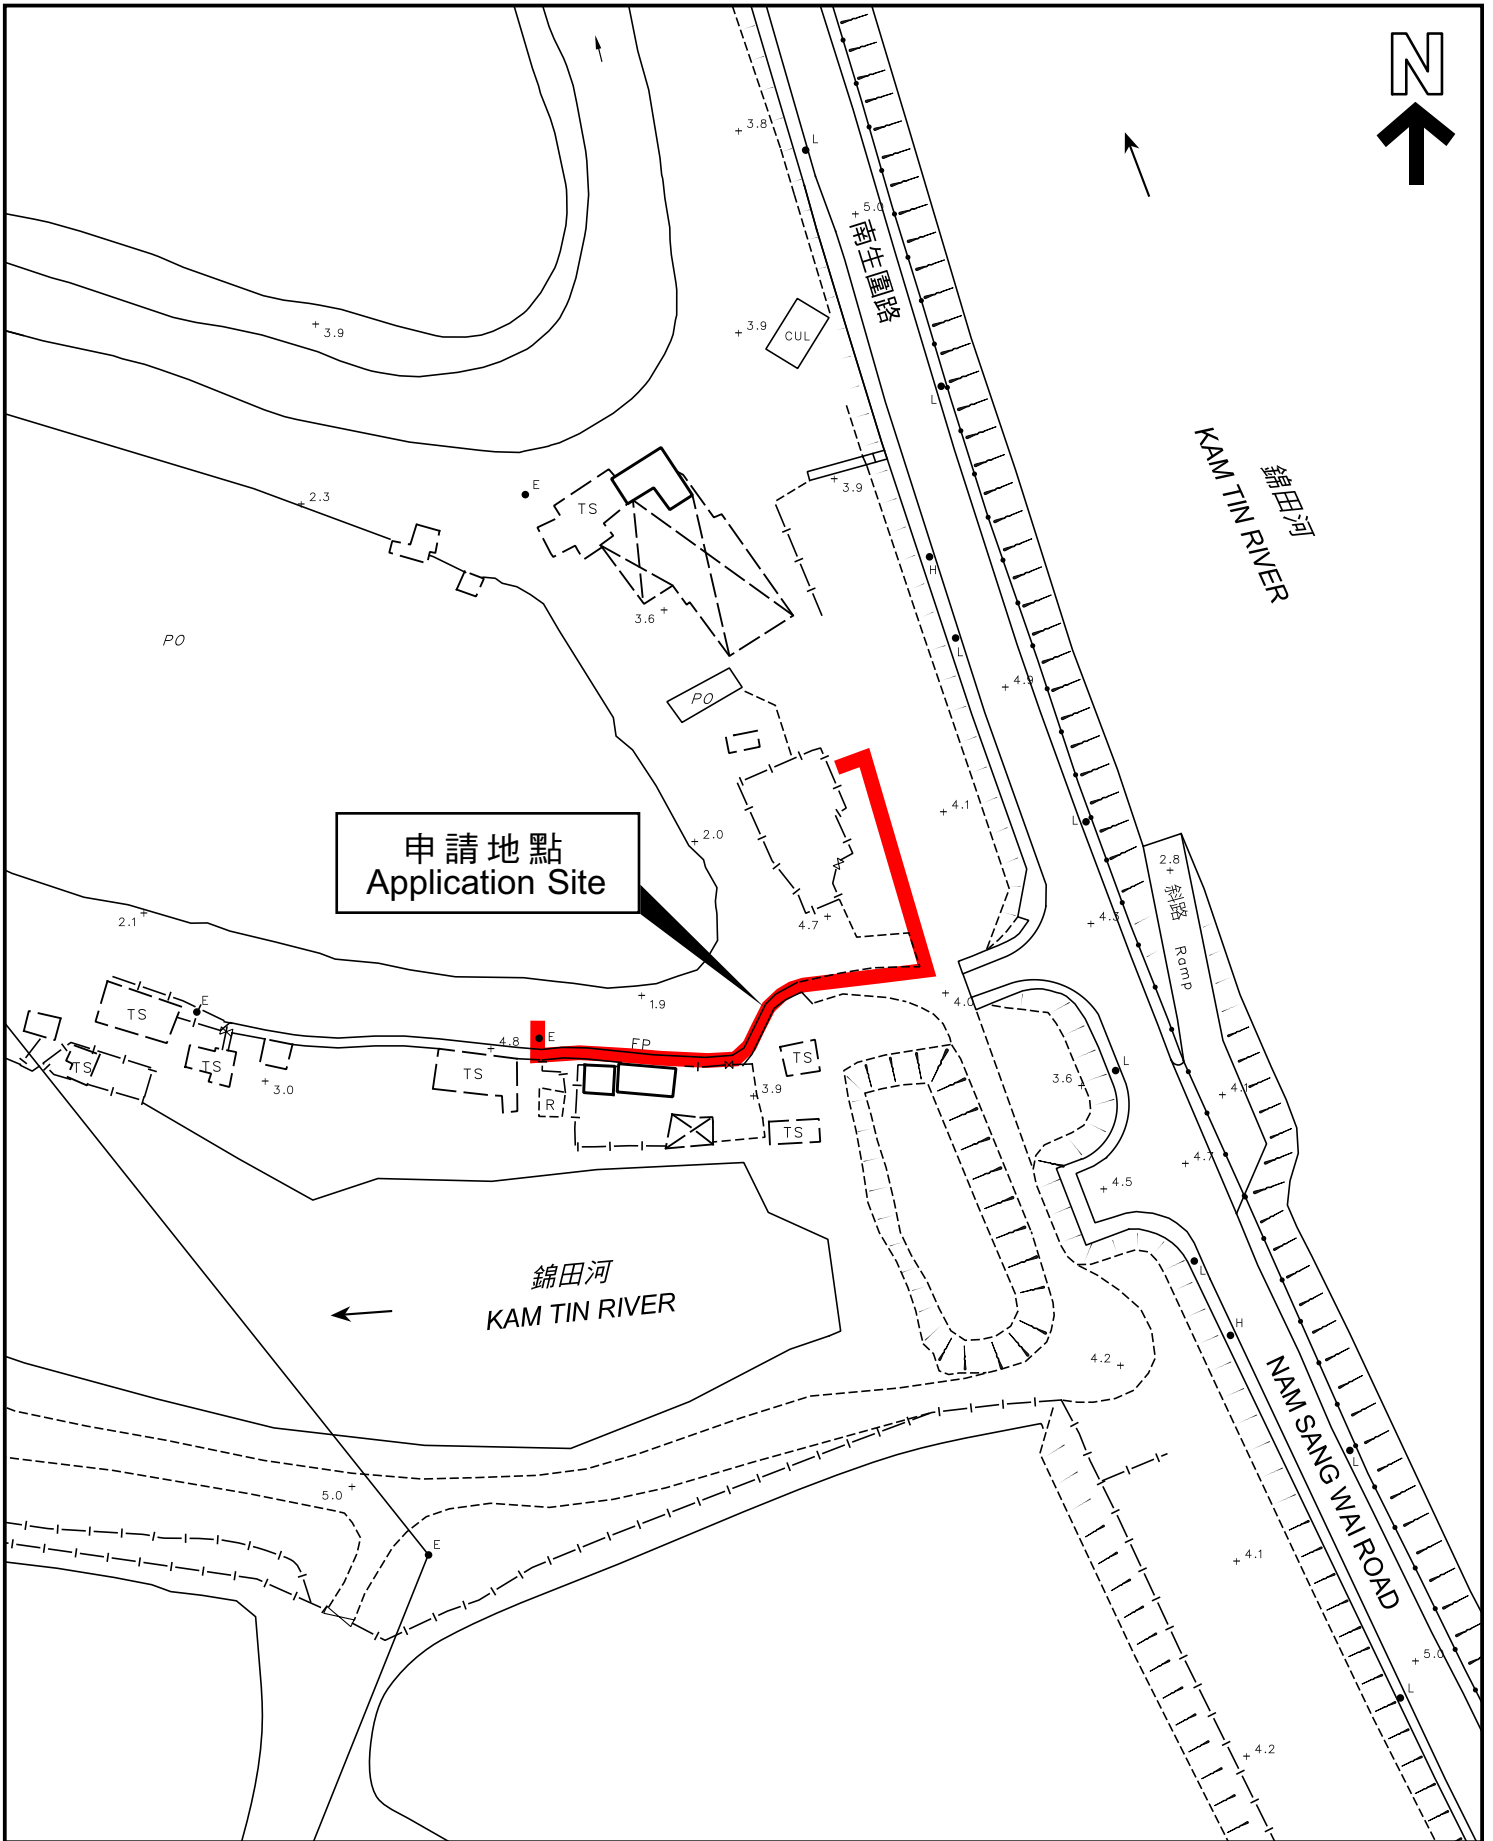 N
3.8
L
5.0
南生圍路
3.9
3.9
CUL
L
錦田河
KAM TIN RIVER
2.3
E
TS
3.9
H
3.6
L
PO
PO
4.9
2.0
4.1
L
申請地點
Application Site
2.8
斜路
Ramp
2.1
4.7
4.3
1.9
4.0
E
TS
E
4.8
FP
TS
L
TS
TS
3.0
TS
R
3.9
3.6
4.1
TS
4.7
4.5
錦田河
KAM TIN RIVER
L
H
4.2
NAM SANG WAI ROAD
L
5.0
E
4.1
5.0
L
4.2